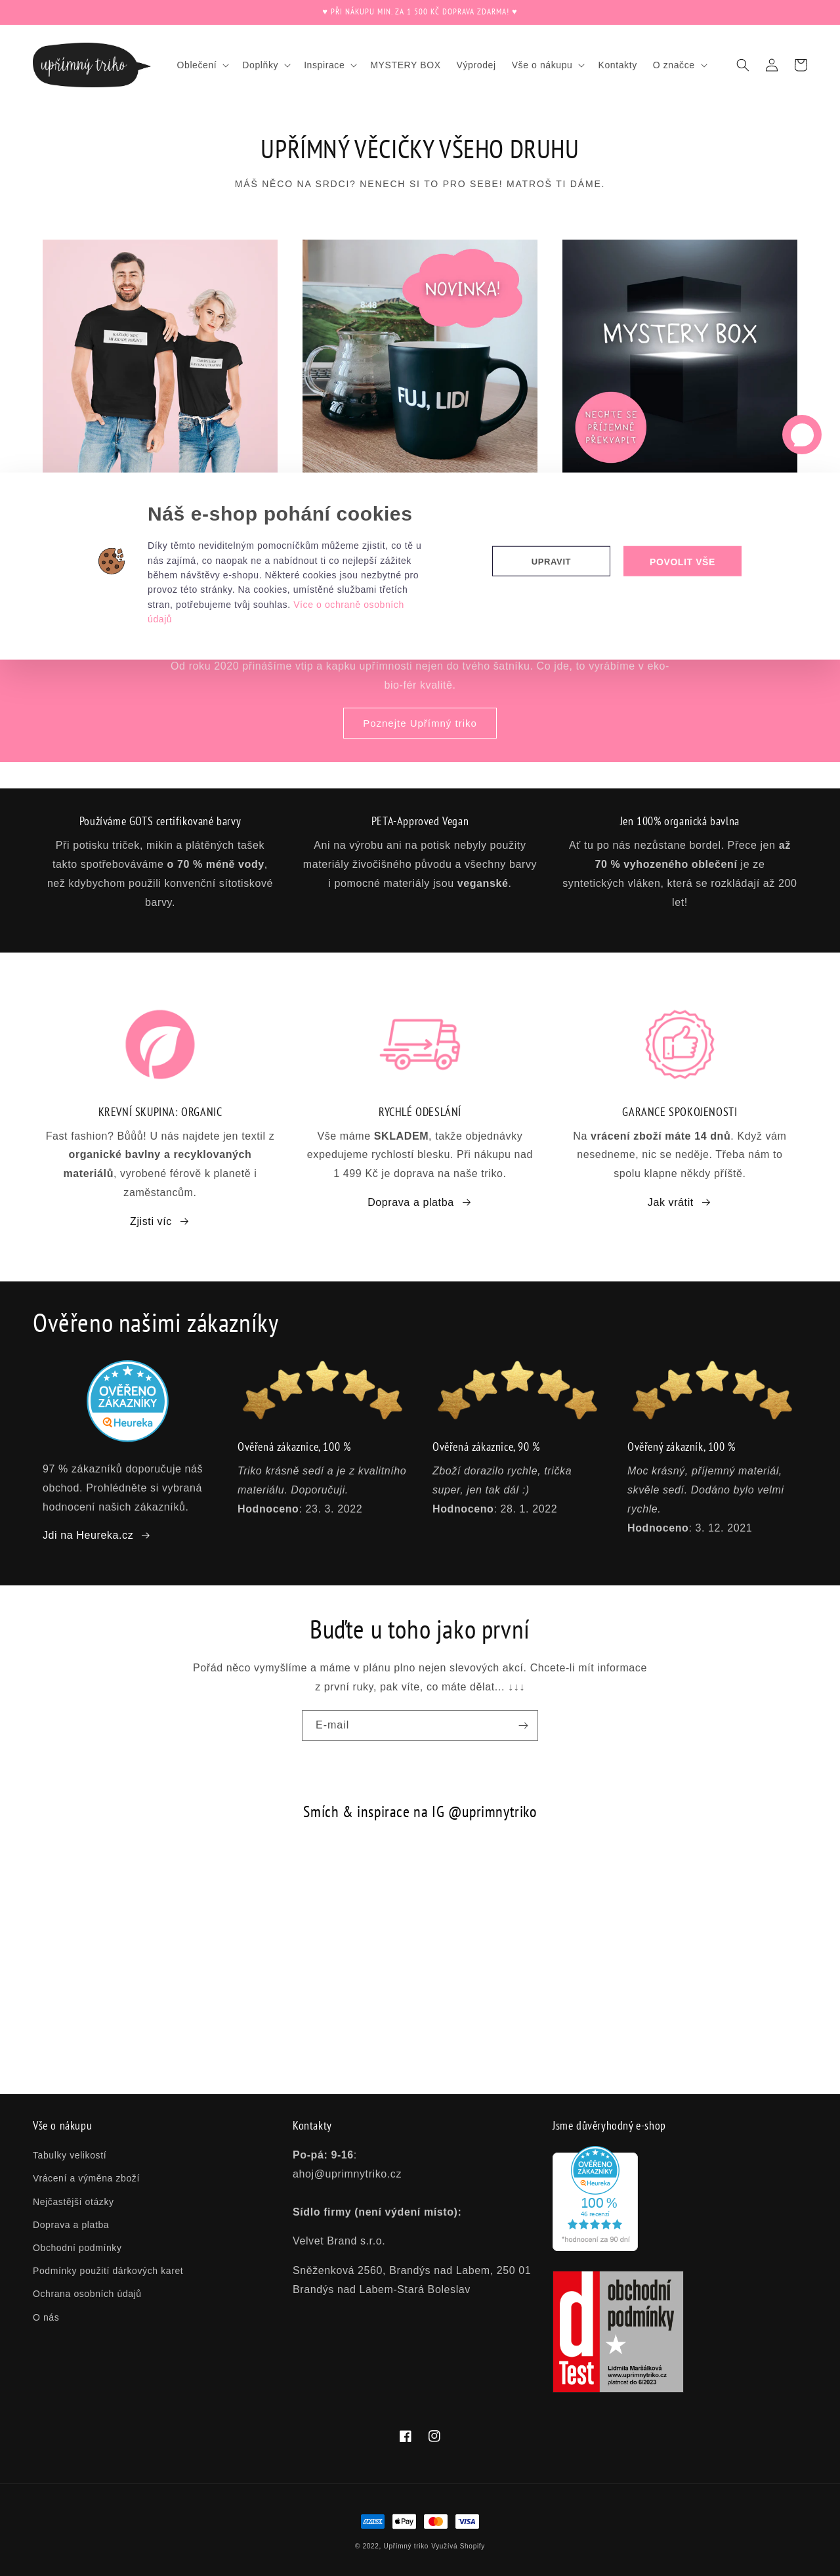 ♥ PŘI NÁKUPU MIN. ZA 1 500 KČ DOPRAVA ZDARMA! ♥
upřímný triko
Oblečení
Doplňky
Inspirace
MYSTERY BOX
Výprodej
Vše o nákupu
Kontakty
O značce
UPŘÍMNÝ VĚCIČKY VŠEHO DRUHU
MÁŠ NĚCO NA SRDCI? NENECH SI TO PRO SEBE! MATROŠ TI DÁME.
NOVINKA!
8:48
FUJ, LIDI
MYSTERY BOX
NECHTE SE
PŘÍJEMNĚ
PŘEKVAPIT
Náš e-shop pohání cookies
Díky těmto neviditelným pomocníčkům můžeme zjistit, co tě u
nás zajímá, co naopak ne a nabídnout ti co nejlepší zážitek
během návštěvy e-shopu. Některé cookies jsou nezbytné pro
provoz této stránky. Na cookies, umístěné službami třetích
stran, potřebujeme tvůj souhlas. Více o ochraně osobních
údajů
UPRAVIT
POVOLIT VŠE
Od roku 2020 přinášíme vtip a kapku upřímnosti nejen do tvého šatníku. Co jde, to vyrábíme v eko-
bio-fér kvalitě.
Poznejte Upřímný triko
Používáme GOTS certifikované barvy
Při potisku triček, mikin a plátěných tašek
takto spotřebováváme o 70 % méně vody,
než kdybychom použili konvenční sítotiskové
barvy.
PETA-Approved Vegan
Ani na výrobu ani na potisk nebyly použity
materiály živočišného původu a všechny barvy
i pomocné materiály jsou veganské.
Jen 100% organická bavlna
Ať tu po nás nezůstane bordel. Přece jen až
70 % vyhozeného oblečení je ze
syntetických vláken, která se rozkládají až 200
let!
KREVNÍ SKUPINA: ORGANIC
Fast fashion? Bůůů! U nás najdete jen textil z
organické bavlny a recyklovaných
materiálů, vyrobené férově k planetě i
zaměstancům.
Zjisti víc →
RYCHLÉ ODESLÁNÍ
Vše máme SKLADEM, takže objednávky
expedujeme rychlostí blesku. Při nákupu nad
1 499 Kč je doprava na naše triko.
Doprava a platba →
GARANCE SPOKOJENOSTI
Na vrácení zboží máte 14 dnů. Když vám
nesedneme, nic se neděje. Třeba nám to
spolu klapne někdy příště.
Jak vrátit →
Ověřeno našimi zákazníky
OVĚŘENO
ZÁKAZNÍKY
Heureka
97 % zákazníků doporučuje náš
obchod. Prohlédněte si vybraná
hodnocení našich zákazníků.
Jdi na Heureka.cz →
Ověřená zákaznice, 100 %
Triko krásně sedí a je z kvalitního
materiálu. Doporučuji.
Hodnoceno: 23. 3. 2022
Ověřená zákaznice, 90 %
Zboží dorazilo rychle, trička
super, jen tak dál :)
Hodnoceno: 28. 1. 2022
Ověřený zákazník, 100 %
Moc krásný, příjemný materiál,
skvěle sedí. Dodáno bylo velmi
rychle.
Hodnoceno: 3. 12. 2021
Buďte u toho jako první
Pořád něco vymyšlíme a máme v plánu plno nejen slevových akcí. Chcete-li mít informace
z první ruky, pak víte, co máte dělat... ↓↓↓
E-mail
Smích & inspirace na IG @uprimnytriko
Vše o nákupu
Tabulky velikostí
Vrácení a výměna zboží
Nejčastější otázky
Doprava a platba
Obchodní podmínky
Podmínky použití dárkových karet
Ochrana osobních údajů
O nás
Kontakty
Po-pá: 9-16:
ahoj@uprimnytriko.cz
Sídlo firmy (není výdení místo):
Velvet Brand s.r.o.
Sněženková 2560, Brandýs nad Labem, 250 01
Brandýs nad Labem-Stará Boleslav
Jsme důvěryhodný e-shop
OVĚŘENO
ZÁKAZNÍKY
Heureka
100 %
46 recenzí
*hodnocení za 90 dní
dTest
obchodní
podmínky
Lidmila Maršálková
www.uprimnytriko.cz
platnost do 6/2023
Pay
VISA
© 2022, Upřímný triko Využívá Shopify